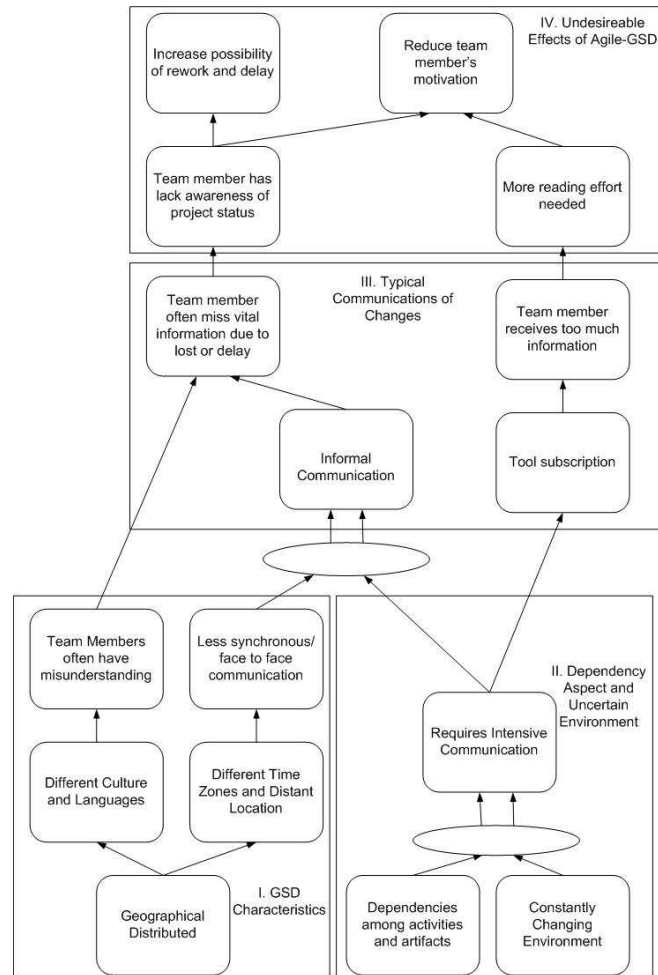 IV. Undesireable
Effects of Agile-GSD
Increase possibility
of rework and delay
Reduce team
member's
motivation
Team member has
lack awareness of
project status
More reading effort
needed
III. Typical
Communications of
Changes
Team member
often miss vital
information due to
lost or delay
Team member
receives too much
information
Informal
Communication
Tool subscription
Team Members
often have
misunderstanding
Less synchronous/
face to face
communication
II. Dependency
Aspect and
Uncertain
Environment
Requires Intensive
Communication
Different Culture
and Languages
Different Time
Zones and Distant
Location
I. GSD
Characteristics
Geographical
Distributed
Dependencies
among activities
and artifacts
Constantly
Changing
Environment